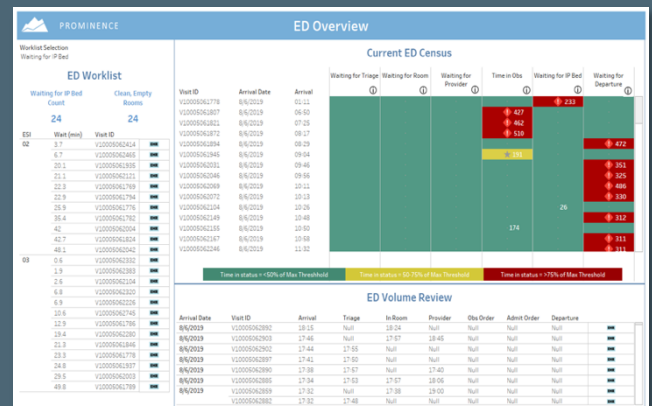 PROMINENCE
ED Overview
Worklist Selection
Waiting for IP Bed
ED Worklist
Waiting for IP Bed Count
Clean, Empty Rooms
24
24
ESI Wait (min) Visit ID
02 3.7 V10005062414
6.7 V10005062465
20.1 V10005061935
21.1 V10005062121
22.3 V10005061769
22.9 V10005061794
25.9 V10005061776
35.4 V10005061782
42 V10005062004
42.7 V10005061824
48.1 V10005062042
03 0.6 V10005062332
1.9 V10005062383
2.6 V10005062104
6.8 V10005062320
6.9 V10005062226
10.6 V10005062745
12.9 V10005061786
19.4 V10005062290
21.3 V10005061846
23.3 V10005061778
24.8 V10005061937
29.5 V10005062003
49.8 V10005061789
Current ED Census
Waiting for Triage Waiting for Room Waiting for Provider Time in Obs Waiting for IP Bed Waiting for Departure
Visit ID Arrival Date Arrival
V10005061778 8/6/2019 01:11 233
V10005061807 8/6/2019 06:50 427
V10005061821 8/6/2019 07:25 462
V10005061872 8/6/2019 08:17 510
V10005061894 8/6/2019 08:29 472
V10005061946 8/6/2019 09:04
V10005062031 8/6/2019 09:46 351
V10005062046 8/6/2019 09:56 325
V10005062069 8/6/2019 10:11 486
V10005062072 8/6/2019 10:13 330
V10005062104 8/6/2019 10:26 26
V10005062149 8/6/2019 10:48 312
V10005062155 8/6/2019 10:50 174
V10005062167 8/6/2019 10:58 311
V10005062246 8/6/2019 11:32 311
Time in status = <50% of Max Threshhold Time in status = 50-75% of Max Threshold Time in status = >75% of Max Threshold
ED Volume Review
Arrival Date Visit ID Arrival Triage In Room Provider Obs Order Admit Order Departure
8/6/2019 V10005062892 18:15 Null 18:24 Null Null Null Null
8/6/2019 V10005062903 17:46 Null 17:57 18:45 Null Null Null
8/6/2019 V10005062902 17:44 17:55 Null Null Null Null Null
8/6/2019 V10005062897 17:41 17:50 Null Null Null Null Null
8/6/2019 V10005062890 17:38 17:57 Null 17:40 Null Null Null
8/6/2019 V10005062885 17:34 17:53 17:57 18:06 Null Null Null
8/6/2019 V10005062859 17:32 Null 17:38 19:00 Null Null Null
8/6/2019 V10005062882 17:32 17:48 Null Null Null Null Null